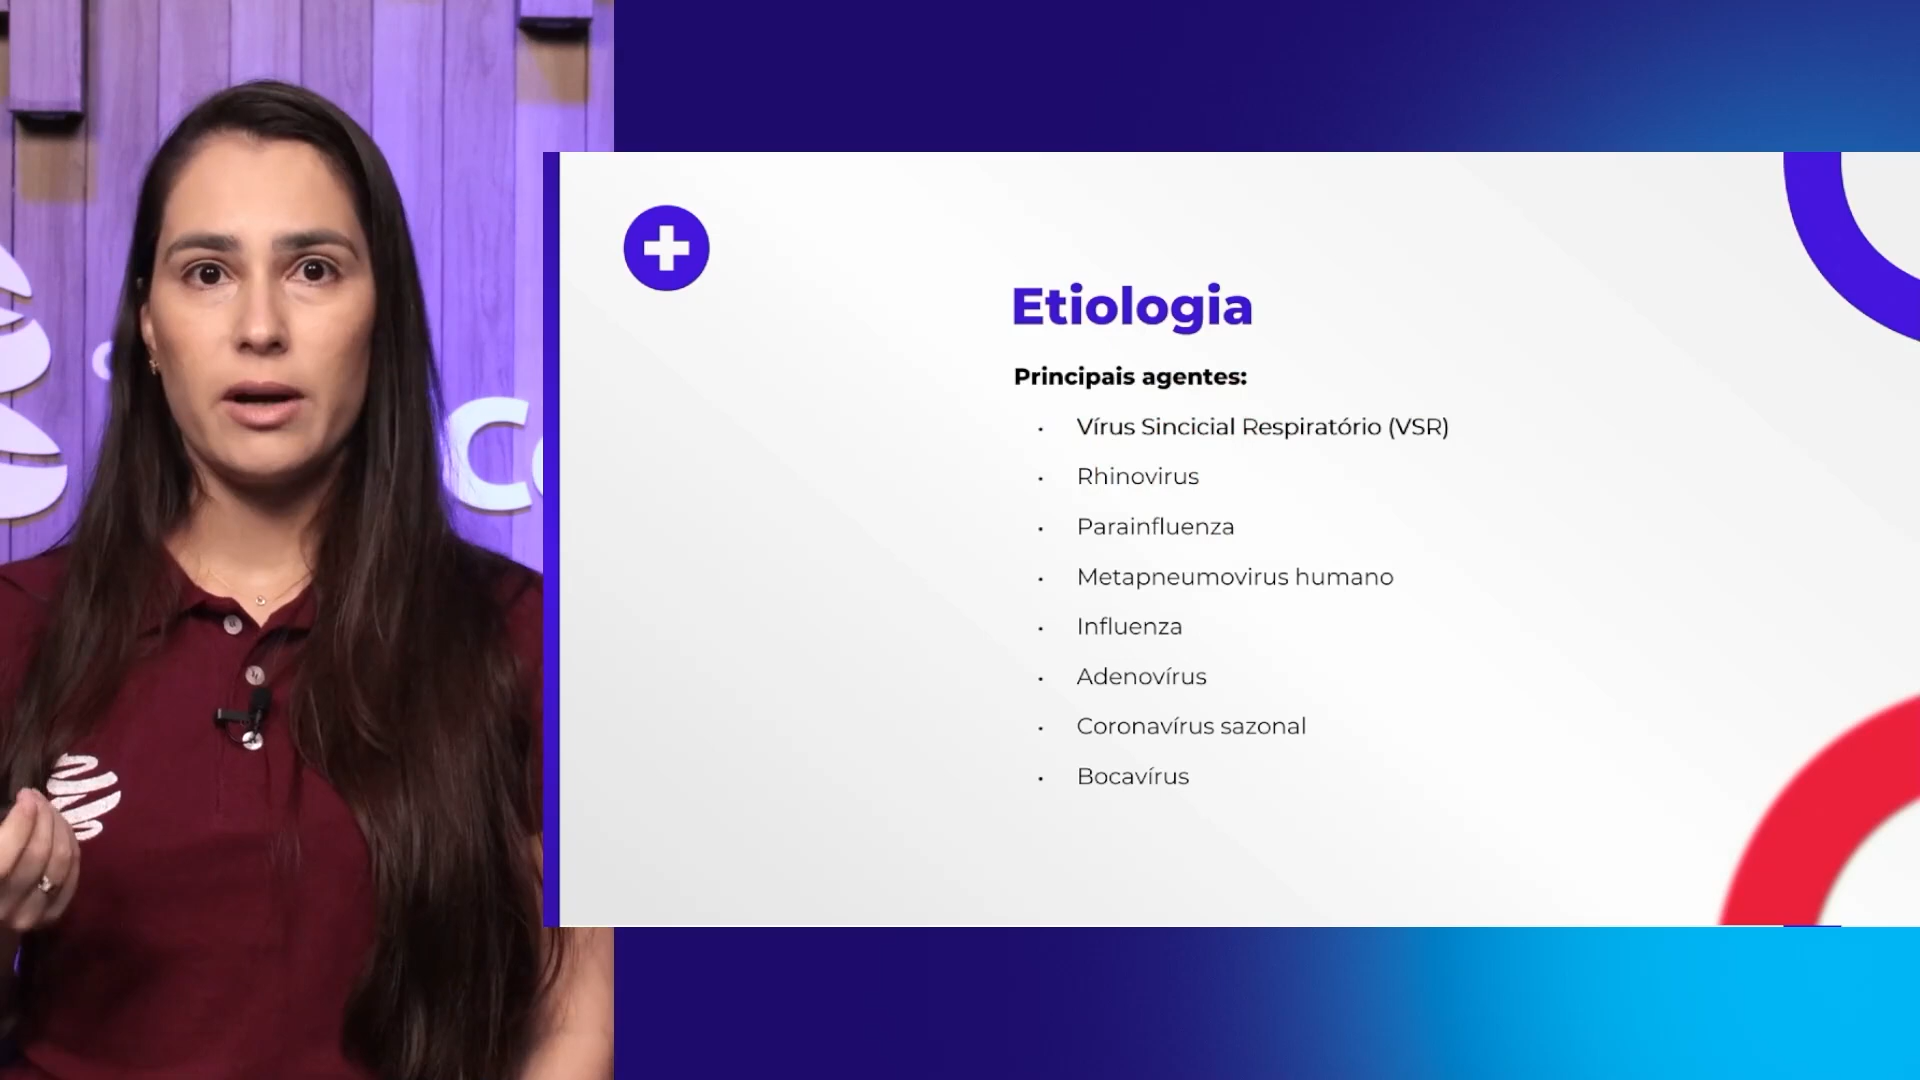 Etiologia
Principais agentes:
• Vírus Sincicial Respiratório (VSR)
• Rhinovirus
• Parainfluenza
• Metapneumovirus humano
• Influenza
• Adenovírus
• Coronavírus sazonal
• Bocavírus